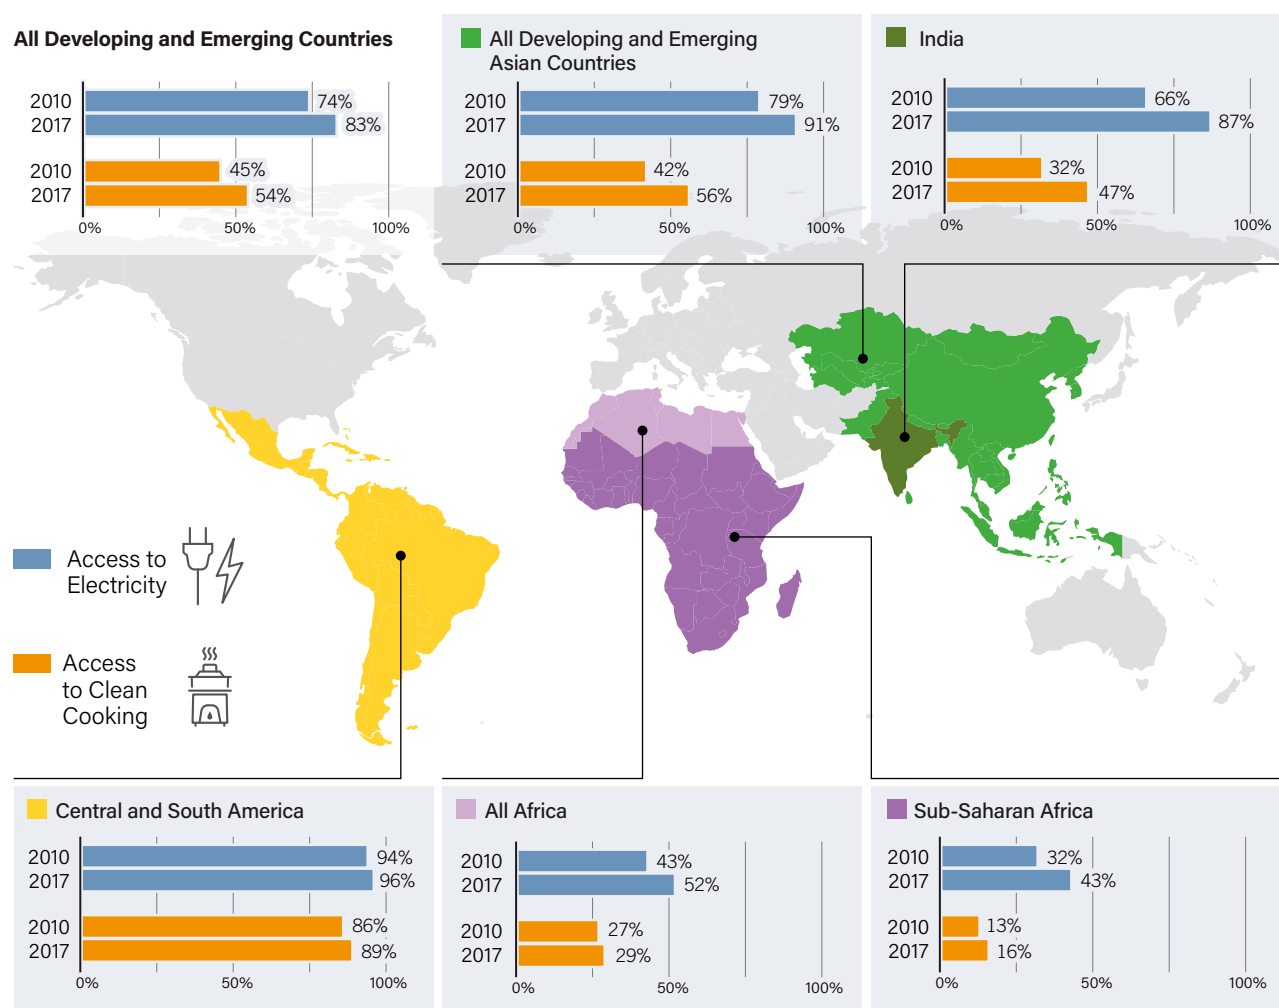 All Developing and Emerging Countries
2010 74%
2017 83%
2010 45%
2017 54%
0% 50% 100%
All Developing and Emerging
Asian Countries
2010 79%
2017 91%
2010 42%
2017 56%
0% 50% 100%
India
2010 66%
2017 87%
2010 32%
2017 47%
0% 50% 100%
Access to
Electricity
Access
to Clean
Cooking
Central and South America
2010 94%
2017 96%
2010 86%
2017 89%
0% 50% 100%
All Africa
2010 43%
2017 52%
2010 27%
2017 29%
0% 50% 100%
Sub-Saharan Africa
2010 32%
2017 43%
2010 13%
2017 16%
0% 50% 100%